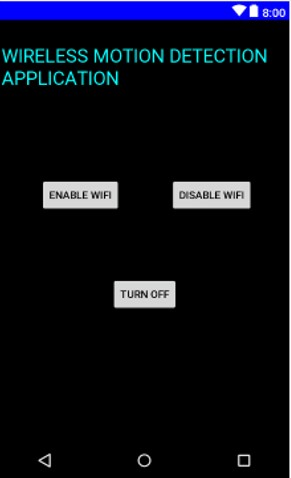 8:00
WIRELESS MOTION DETECTION
APPLICATION
ENABLE WIFI DISABLE WIFI
TURN OFF